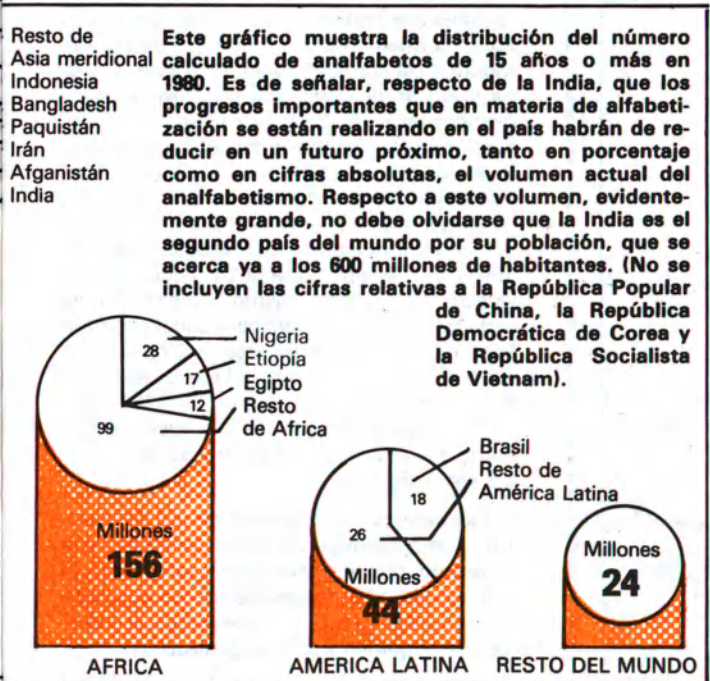 Resto de
Asia meridional
Indonesia
Bangladesh
Paquistán
Irán
Afganistán
India
Este gráfico muestra la distribución del número
calculado de analfabetos de 15 años o más en
1980. Es de señalar, respecto de la India, que los
progresos importantes que en materia de alfabeti-
zación se están realizando en el país habrán de re-
ducir en un futuro próximo, tanto en porcentaje
como en cifras absolutas, el volumen actual del
analfabetismo. Respecto a este volumen, evidente-
mente grande, no debe olvidarse que la India es el
segundo país del mundo por su población, que se
acerca ya a los 600 millones de habitantes. (No se
incluyen las cifras relativas a la República Popular
de China, la República
Democrática de Corea y
la República Socialista
de Vietnam).
28
17
12
99
Nigeria
Etiopía
Egipto
Resto
de Africa
Millones
156
AFRICA
Brasil
Resto de
América Latina
18
26
Millones
44
AMERICA LATINA
Millones
24
RESTO DEL MUNDO